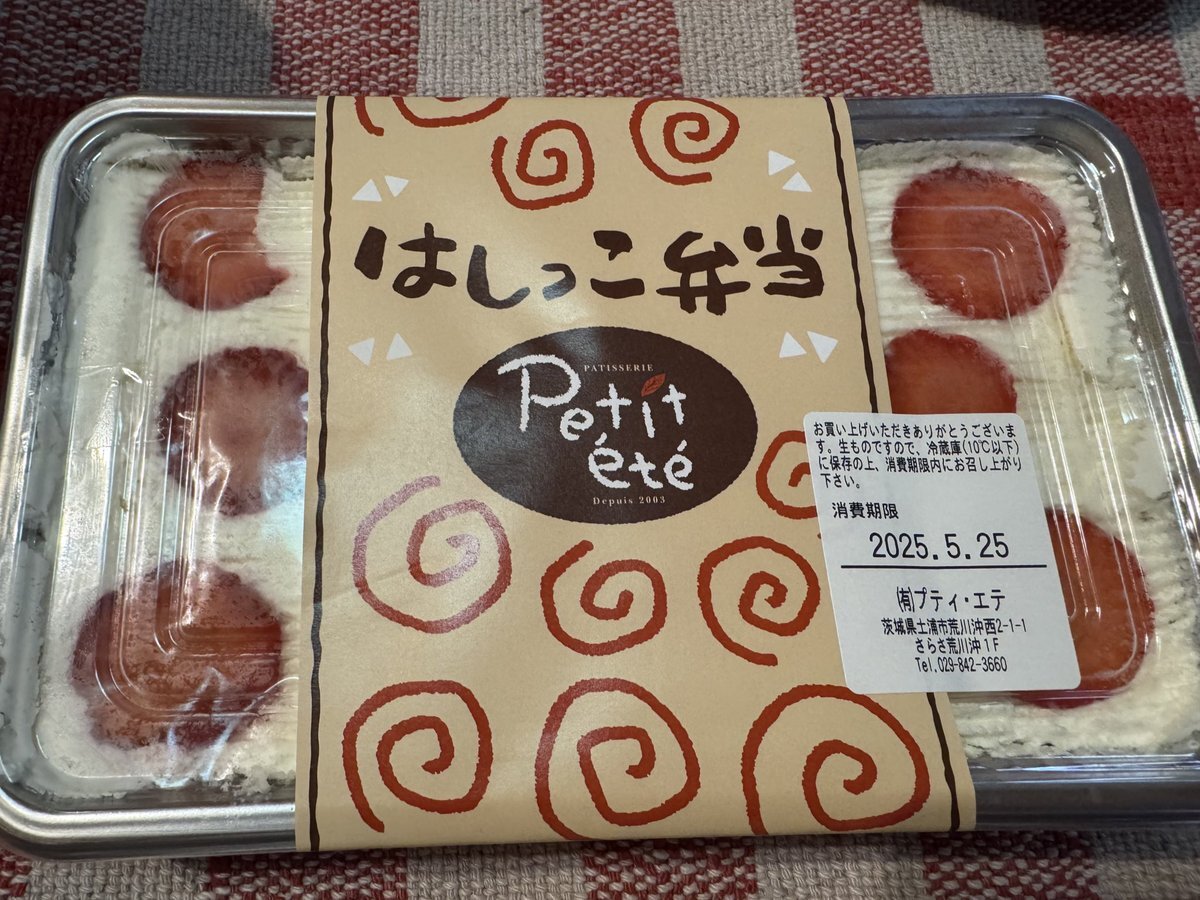 はしっこ弁当
PATISSERIE
Petit
été
Depuis 2003
お買い上げいただきありがとうございま
す。生ものですので、冷蔵庫(10℃以下)
に保存の上、消費期限内にお召し上がり
下さい。
消費期限
2025.5.25
㈲プティ・エテ
茨城県土浦市荒川沖西2-1-1
さらさ荒川沖1F
Tel.029-842-3660